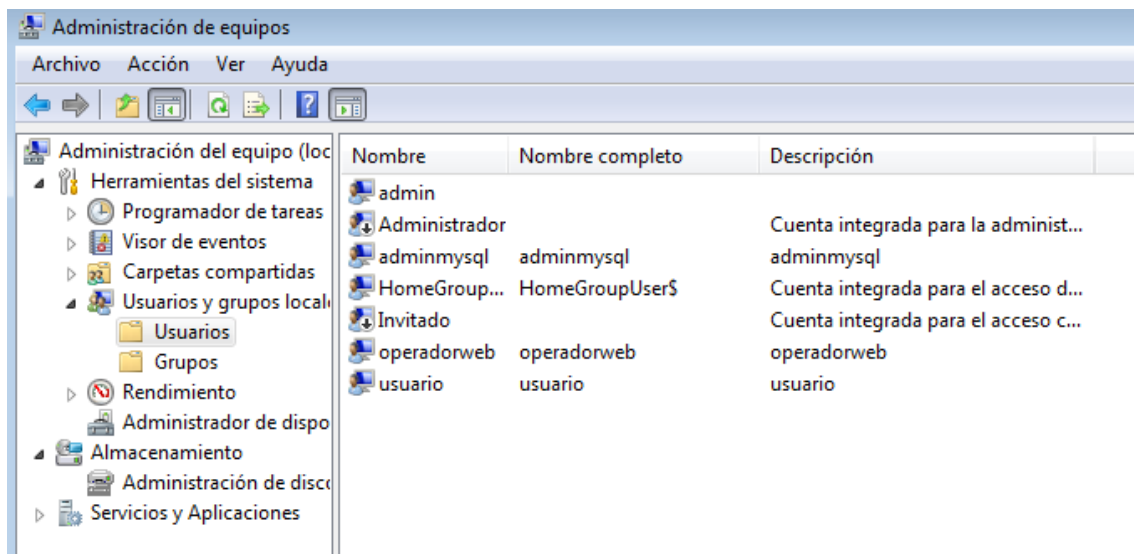 Administración de equipos
Archivo Acción Ver Ayuda
Administración del equipo (loc
Herramientas del sistema
Programador de tareas
Visor de eventos
Carpetas compartidas
Usuarios y grupos local
Usuarios
Grupos
Rendimiento
Administrador de dispo
Almacenamiento
Administración de disc
Servicios y Aplicaciones
Nombre Nombre completo Descripción
admin
Administrador Cuenta integrada para la administ...
adminmysql adminmysql adminmysql
HomeGroup... HomeGroupUser$ Cuenta integrada para el acceso d...
Invitado Cuenta integrada para el acceso c...
operadorweb operadorweb operadorweb
usuario usuario usuario